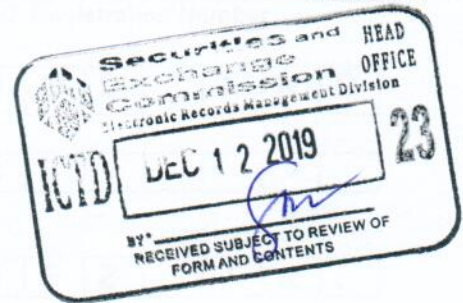 Securities and
Exchange
Commission
HEAD
OFFICE
Electronic Records Management Division
ICTD
DEC 12 2019
23
BY:
RECEIVED SUBJECT TO REVIEW OF
FORM AND CONTENTS